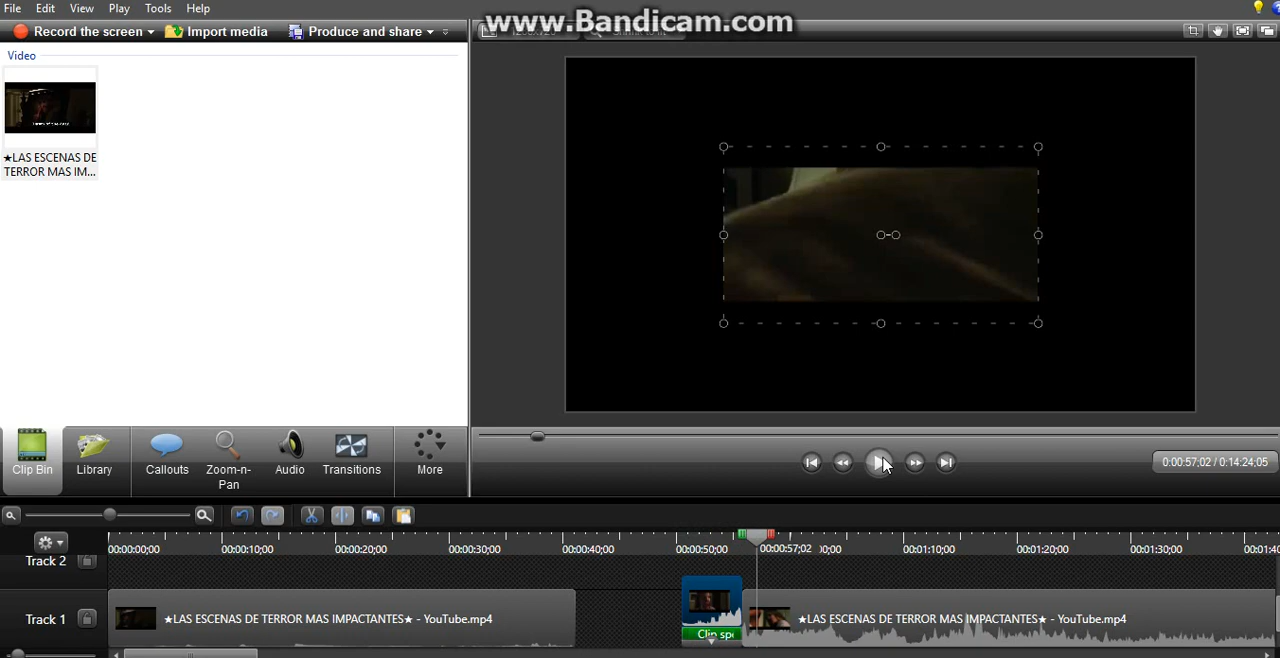 www.Bandicam.com
File Edit View Play Tools Help
Record the screen Import media Produce and share
Video
★LAS ESCENAS DE
TERROR MAS IM...
Clip Bin Library Callouts Zoom-n-
Pan Audio Transitions More
0:00:57;02 / 0:14:24;05
00:00:00;00 00:00:10;00 00:00:20;00 00:00:30;00 00:00:40;00 00:00:50;00 00:00:57;02 00;00 00:01:10;00 00:01:20;00 00:01:30;00 00:01:40
Track 2
Track 1 ★LAS ESCENAS DE TERROR MAS IMPACTANTES★ - YouTube.mp4 ★LAS ESCENAS DE TERROR MAS IMPACTANTES★ - YouTube.mp4
Clip spe